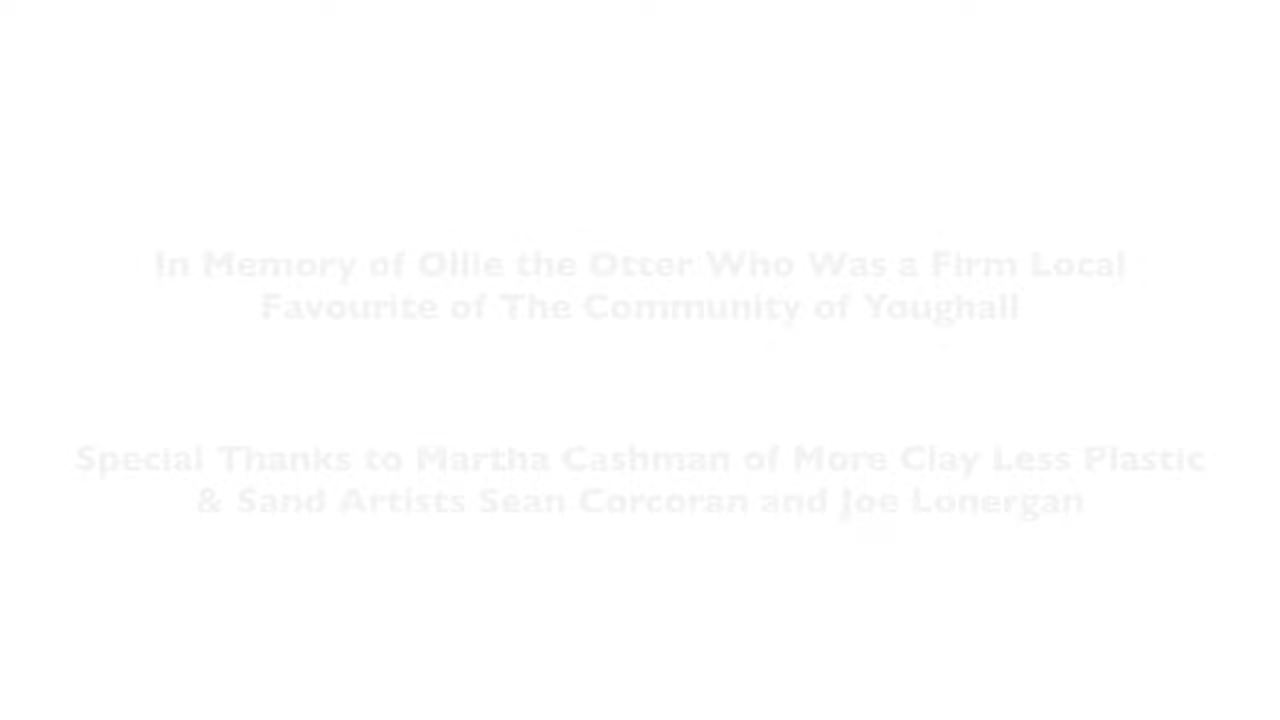 In Memory of Ollie the Otter Who Was a Firm Local
Favourite of The Community of Youghall
Special Thanks to Martha Cashman of More Clay Less Plastic
& Sand Artists Sean Corcoran and Joe Lonergan